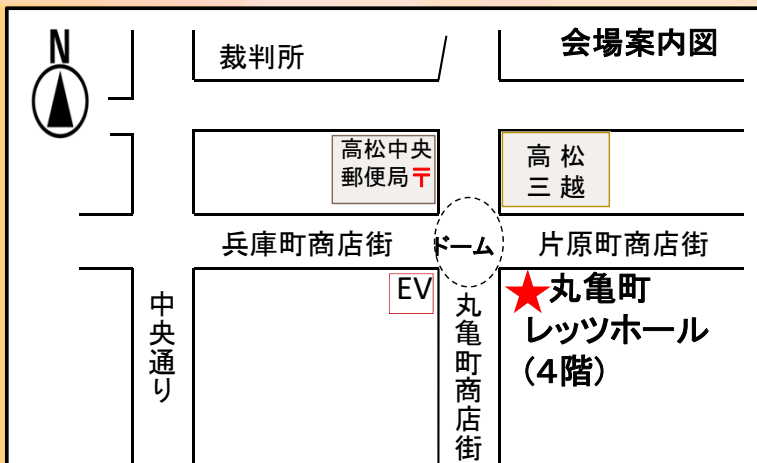 N
裁判所
会場案内図
高松中央
郵便局〒
高 松
三 越
兵庫町商店街
ドーム
片原町商店街
EV
★丸亀町
レッツホール
(4階)
中央通り
丸亀町商店街